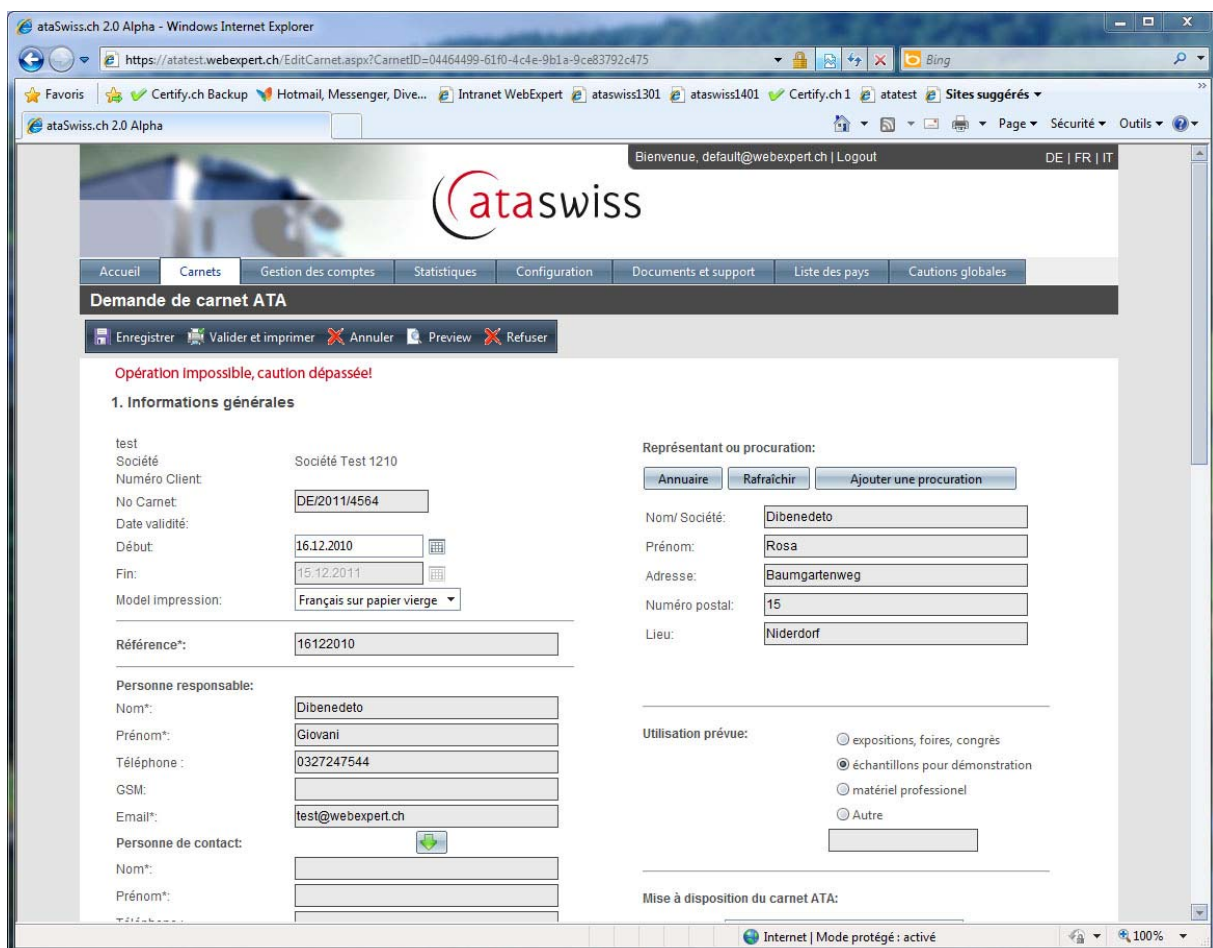 ataSwiss.ch 2.0 Alpha - Windows Internet Explorer
https://atatest.webexpert.ch/EditCarnet.aspx?CarnetID=04464499-61f0-4c4e-9b1a-9ce83792c475
Bing
Favoris
Certify.ch Backup
Hotmail, Messenger, Dive...
Intranet WebExpert
ataswiss1301
ataswiss1401
Certify.ch 1
atatest
Sites suggérés
ataSwiss.ch 2.0 Alpha
Page
Sécurité
Outils
Bienvenue, default@webexpert.ch | Logout
DE | FR | IT
ataswiss
Accueil
Carnets
Gestion des comptes
Statistiques
Configuration
Documents et support
Liste des pays
Cautions globales
Demande de carnet ATA
Enregistrer
Valider et imprimer
Annuler
Preview
Refuser
Opération impossible, caution dépassée!
1. Informations générales
test
Société
Société Test 1210
Numéro Client:
No Carnet:
DE/2011/4564
Date validité:
Début:
16.12.2010
Fin:
15.12.2011
Model impression:
Français sur papier vierge
Référence*:
16122010
Personne responsable:
Nom*:
Dibenedeto
Prénom*:
Giovani
Téléphone :
0327247544
GSM:
Email*:
test@webexpert.ch
Personne de contact:
Nom*:
Prénom*:
Téléphone :
Représentant ou procuration:
Annuaire
Rafraîchir
Ajouter une procuration
Nom/ Société:
Dibenedeto
Prénom:
Rosa
Adresse:
Baumgartenweg
Numéro postal:
15
Lieu:
Niderdorf
Utilisation prévue:
expositions, foires, congrès
échantillons pour démonstration
matériel professionel
Autre
Mise à disposition du carnet ATA:
Internet | Mode protégé : activé
100%